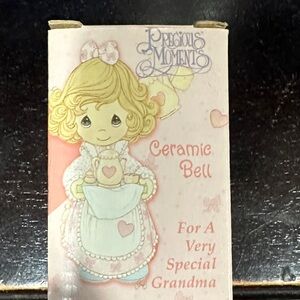 Precious
Moments
Ceramic
Bell
For A
Very
Special
Grandma